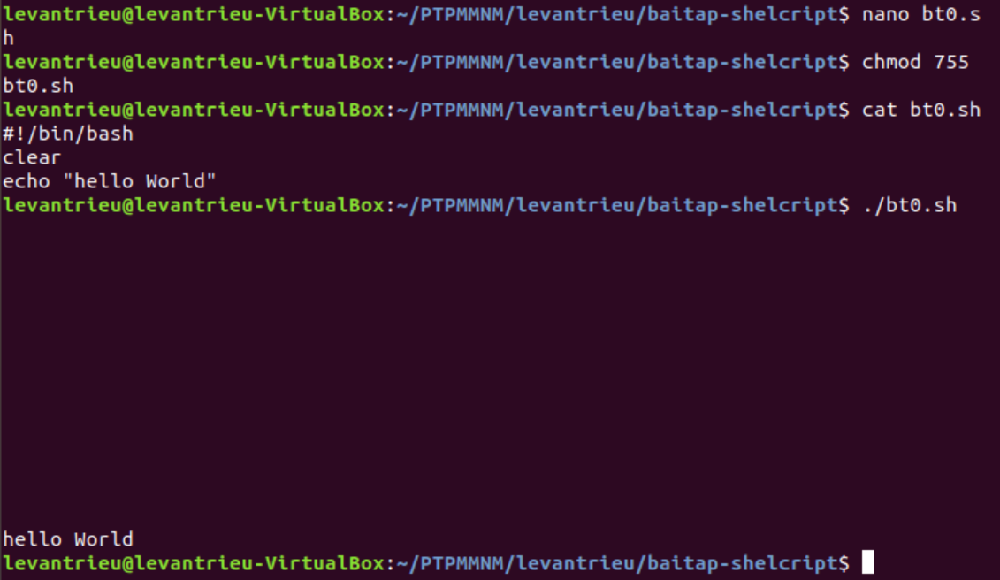 levantrieu@levantrieu-VirtualBox:~/PTPMMNM/levantrieu/baitap-shelcript$ nano bt0.s
h
levantrieu@levantrieu-VirtualBox:~/PTPMMNM/levantrieu/baitap-shelcript$ chmod 755
bt0.sh
levantrieu@levantrieu-VirtualBox:~/PTPMMNM/levantrieu/baitap-shelcript$ cat bt0.sh
#!/bin/bash
clear
echo "hello World"
levantrieu@levantrieu-VirtualBox:~/PTPMMNM/levantrieu/baitap-shelcript$ ./bt0.sh
hello World
levantrieu@levantrieu-VirtualBox:~/PTPMMNM/levantrieu/baitap-shelcript$